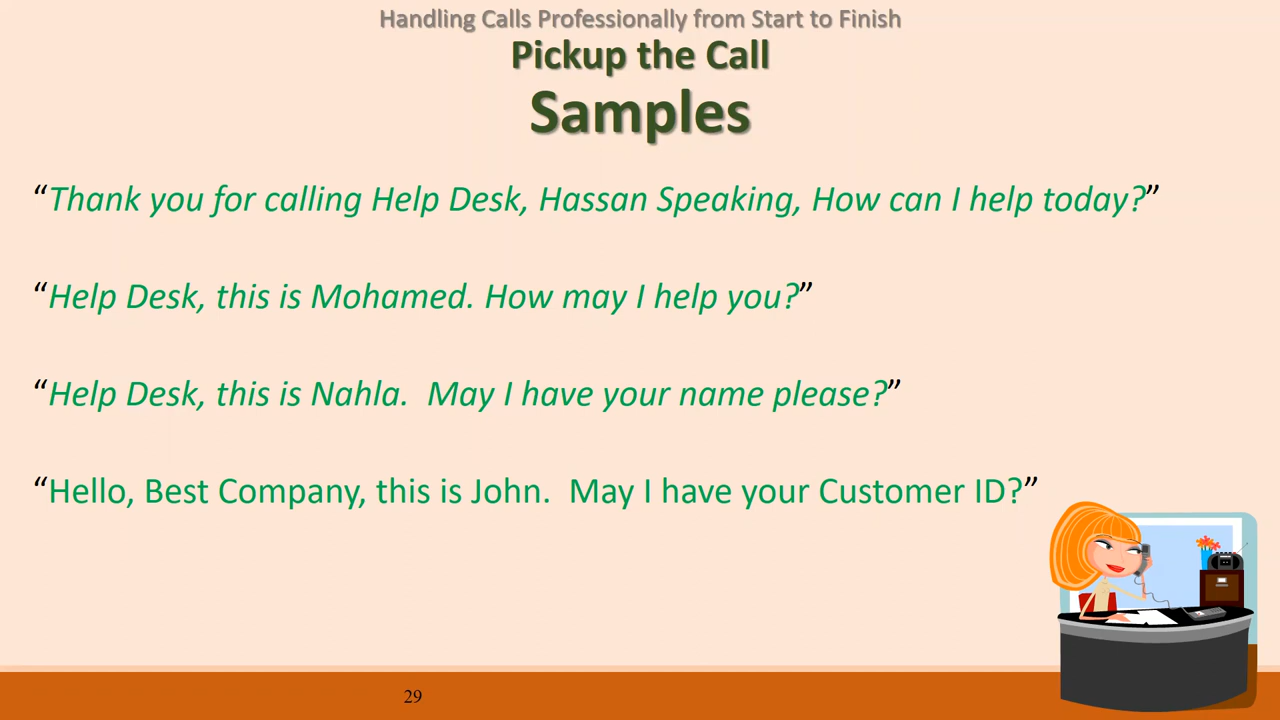 Handling Calls Professionally from Start to Finish
Pickup the Call
Samples
“Thank you for calling Help Desk, Hassan Speaking, How can I help today?”
“Help Desk, this is Mohamed. How may I help you?”
“Help Desk, this is Nahla.  May I have your name please?”
“Hello, Best Company, this is John.  May I have your Customer ID?”
29